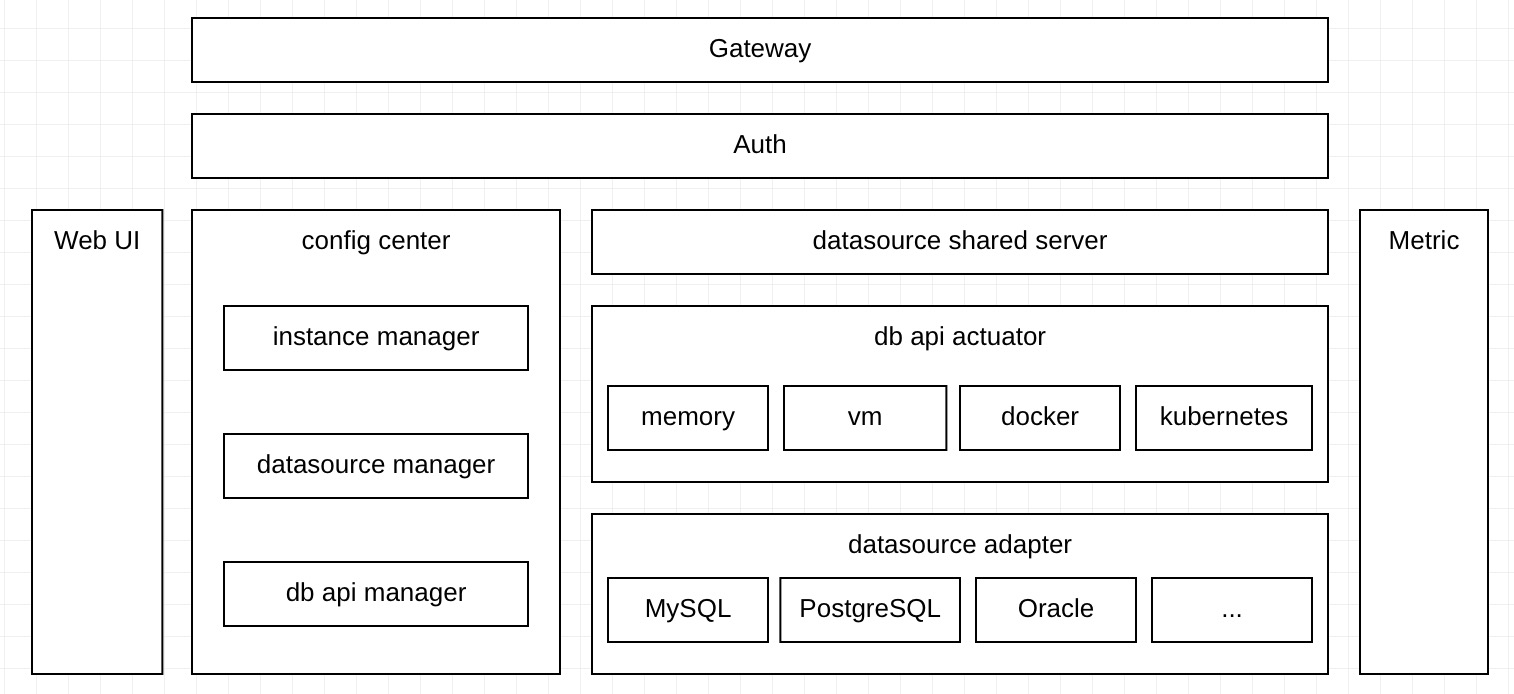 Gateway
Auth
Web UI
config center
instance manager
datasource manager
db api manager
datasource shared server
db api actuator
memory
vm
docker
kubernetes
datasource adapter
MySQL
PostgreSQL
Oracle
...
Metric